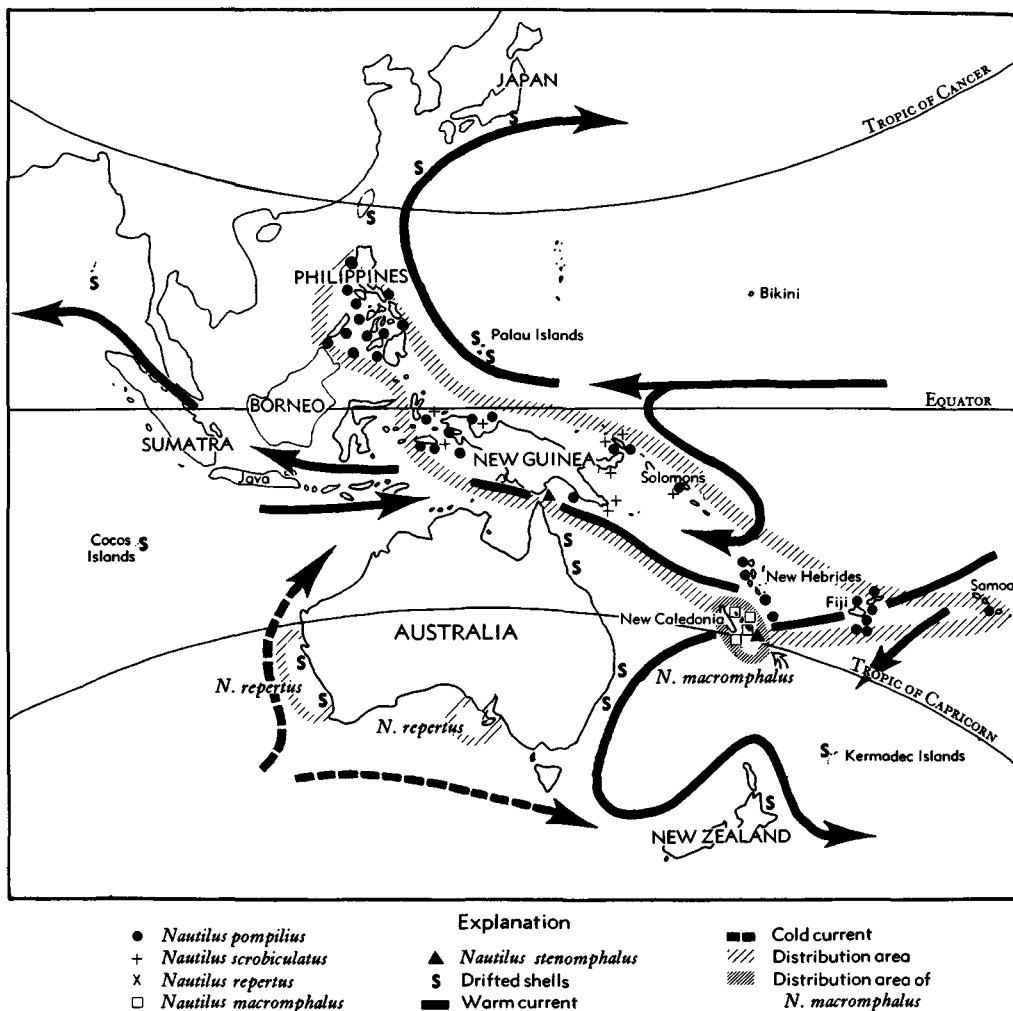 JAPAN
TROPIC OF CANCER
S
S
S
PHILIPPINES
S
Bikini
S
Palau Islands
S
S
EQUATOR
BORNEO
SUMATRA
NEW GUINEA
Java
Solomons
Cocos
Islands
S
S
S
New Hebrides
Fiji
Samoa
New Caledonia
AUSTRALIA
S
N. repertus
S
N. repertus
S
S
N. macromphalus
TROPIC OF CAPRICORN
S
Kermadec Islands
S
NEW ZEALAND
Explanation
Nautilus pompilius
+ Nautilus scrobiculatus
x Nautilus repertus
Nautilus macromphalus
Nautilus stenomphalus
S Drifted shells
Warm current
Cold current
Distribution area
Distribution area of
N. macromphalus